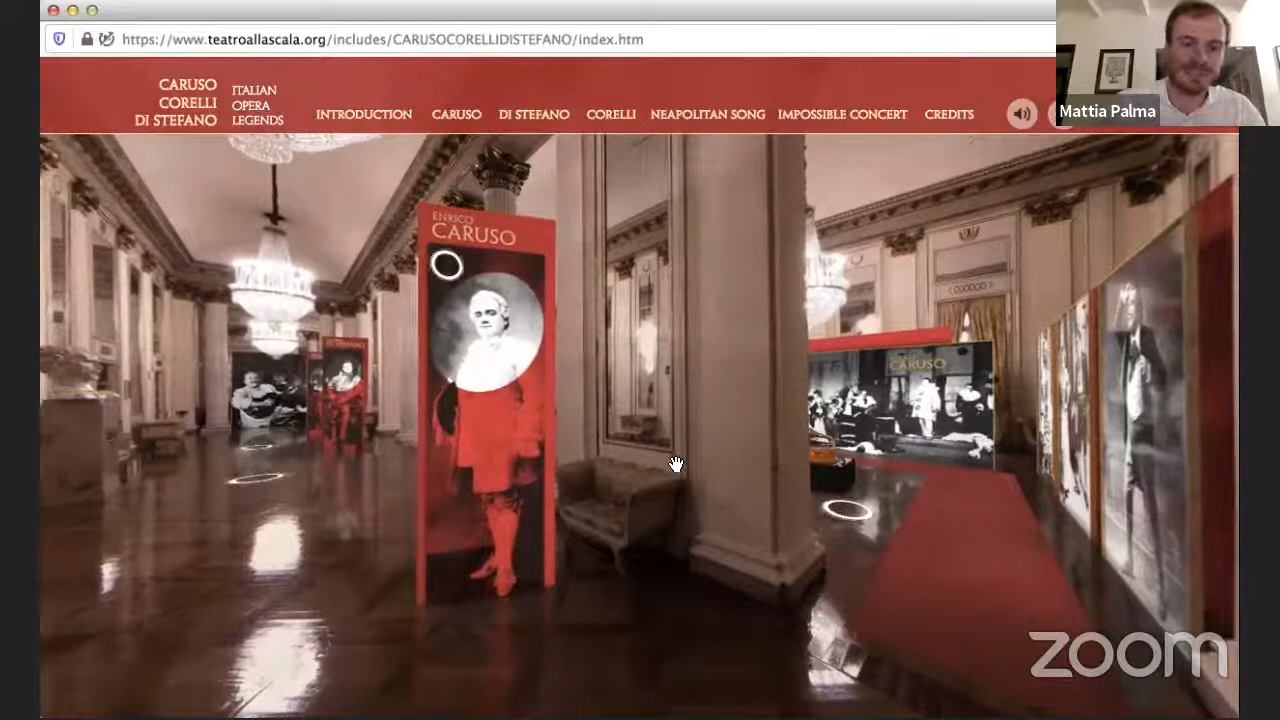 https://www.teatroallascala.org/includes/CARUSOCORELLIDISTEFANO/index.htm
CARUSO
CORELLI
DI STEFANO
ITALIAN
OPERA
LEGENDS
INTRODUCTION
CARUSO
DI STEFANO
CORELLI
NEAPOLITAN SONG
IMPOSSIBLE CONCERT
CREDITS
Mattia Palma
ENRICO
CARUSO
CARUSO
zoom